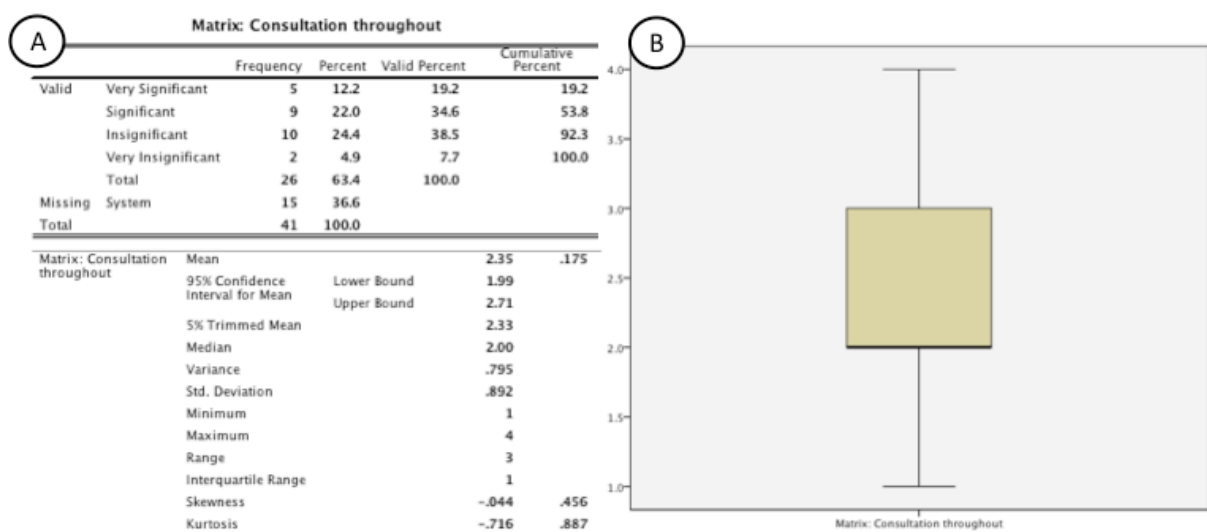 A
Matrix: Consultation throughout
Frequency Percent Valid Percent Cumulative Percent
Valid Very Significant 5 12.2 19.2 19.2
Significant 9 22.0 34.6 53.8
Insignificant 10 24.4 38.5 92.3
Very Insignificant 2 4.9 7.7 100.0
Total 26 63.4 100.0
Missing System 15 36.6
Total 41 100.0
Matrix: Consultation throughout Mean 2.35 .175
95% Confidence Interval for Mean Lower Bound 1.99
Upper Bound 2.71
5% Trimmed Mean 2.33
Median 2.00
Variance .795
Std. Deviation .892
Minimum 1
Maximum 4
Range 3
Interquartile Range 1
Skewness -.044 .456
Kurtosis -.716 .887
B
4.0
3.5
3.0
2.5
2.0
1.5
1.0
Matrix: Consultation throughout